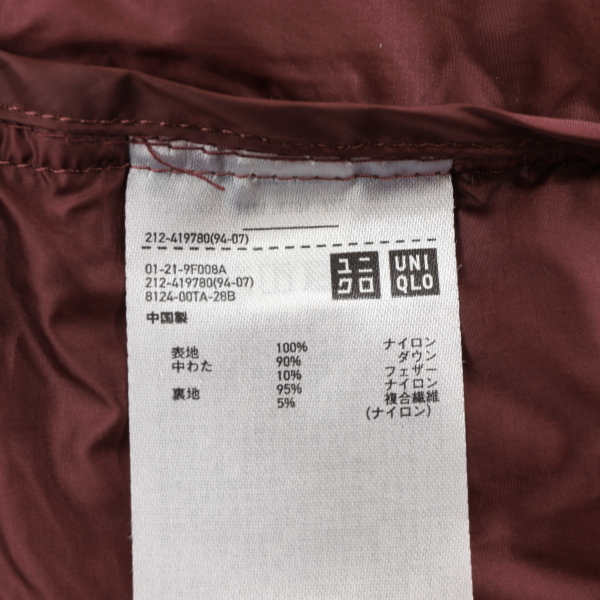 212-419780(94-07)
01-21-9F008A
212-419780(94-07)
8124-00TA-28B
中国製
ユニ
クロ
UNI
QLO
表地 100% ナイロン
中わた 90% ダウン
10% フェザー
裏地 95% ナイロン
5% 複合繊維
(ナイロン)